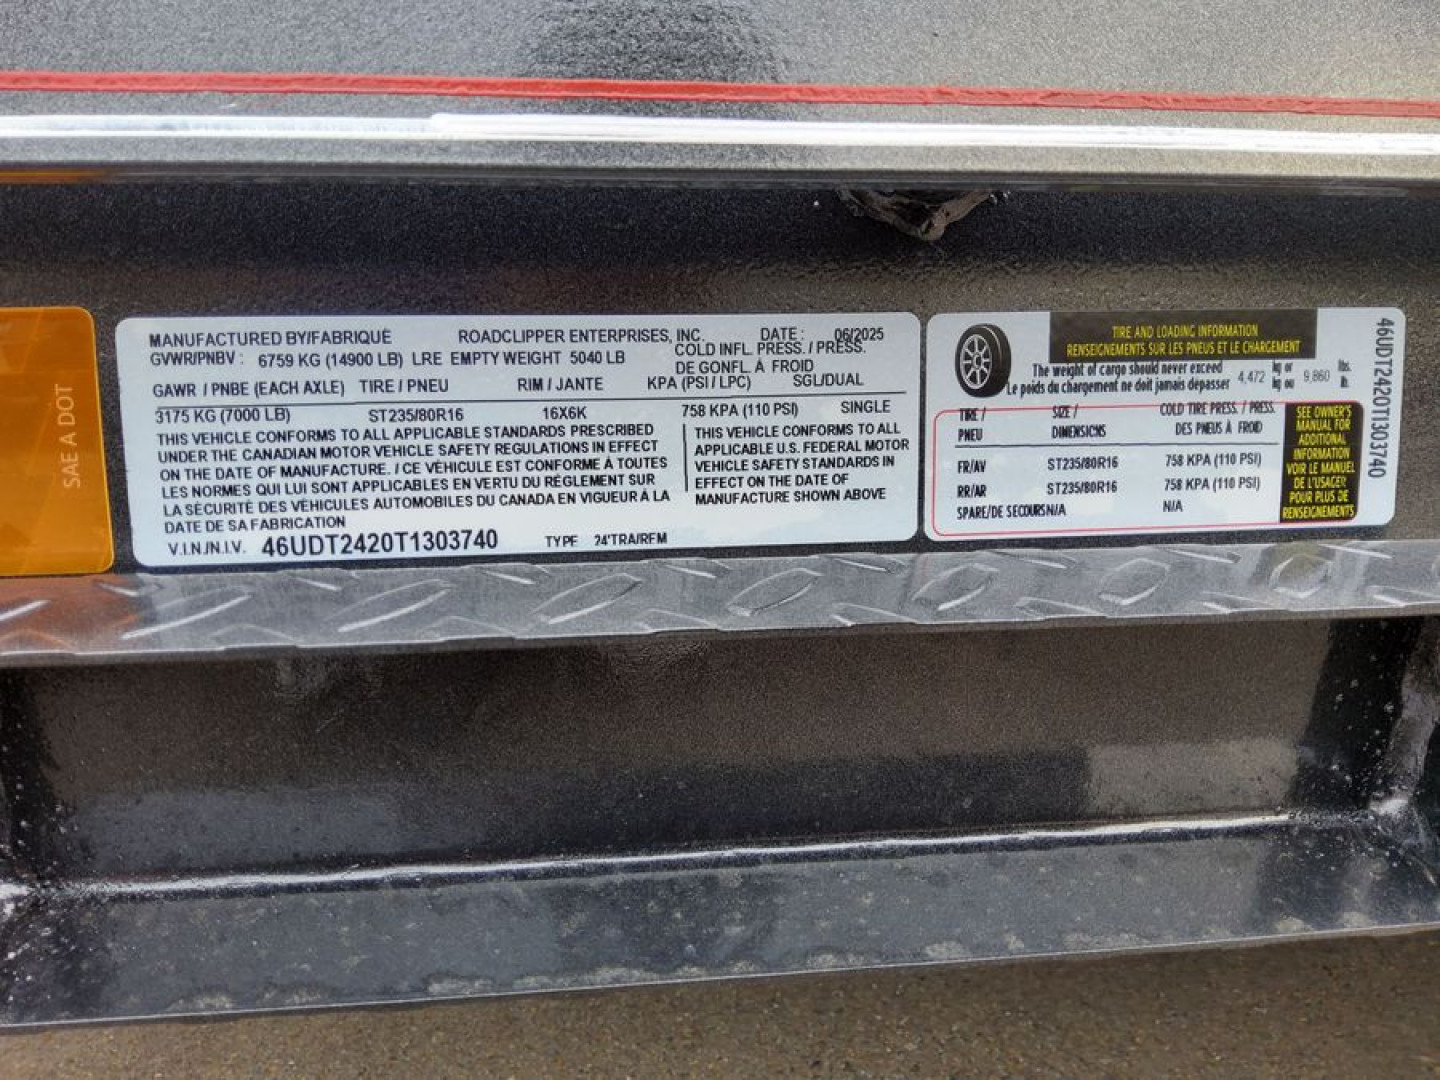 SAE A DOT
MANUFACTURED BY/FABRIQUÉ ROADCLIPPER ENTERPRISES, INC. DATE : 06/2025
GVWR/PNBV : 6759 KG (14900 LB) LRE EMPTY WEIGHT 5040 LB COLD INFL. PRESS. / PRESS.
DE GONFL. À FROID
GAWR / PNBE (EACH AXLE) TIRE / PNEU RIM / JANTE KPA (PSI / LPC) SGL/DUAL
3175 KG (7000 LB) ST235/80R16 16X6K 758 KPA (110 PSI) SINGLE
THIS VEHICLE CONFORMS TO ALL APPLICABLE STANDARDS PRESCRIBED
UNDER THE CANADIAN MOTOR VEHICLE SAFETY REGULATIONS IN EFFECT
ON THE DATE OF MANUFACTURE. / CE VÉHICULE EST CONFORME À TOUTES
LES NORMES QUI LUI SONT APPLICABLES EN VERTU DU RÈGLEMENT SUR
LA SÉCURITÉ DES VÉHICULES AUTOMOBILES DU CANADA EN VIGUEUR À LA
DATE DE SA FABRICATION
THIS VEHICLE CONFORMS TO ALL
APPLICABLE U.S. FEDERAL MOTOR
VEHICLE SAFETY STANDARDS IN
EFFECT ON THE DATE OF
MANUFACTURE SHOWN ABOVE
V.I.N./N.I.V. 46UDT2420T1303740 TYPE 24'TRA/REM
TIRE AND LOADING INFORMATION
RENSEIGNEMENTS SUR LES PNEUS ET LE CHARGEMENT
The weight of cargo should never exceed
Le poids du chargement ne doit jamais dépasser
4,472 kg or kg ou 9,860 lbs. lb.
TIRE / SIZE / COLD TIRE PRESS. / PRESS.
PNEU DIMENSIONS DES PNEUS À FROID
FR/AV ST235/80R16 758 KPA (110 PSI)
RR/AR ST235/80R16 758 KPA (110 PSI)
SPARE/DE SECOURS N/A N/A
SEE OWNER'S
MANUAL FOR
ADDITIONAL
INFORMATION
VOIR LE MANUEL
DE L'USAGER
POUR PLUS DE
RENSEIGNEMENTS
46UDT2420T1303740